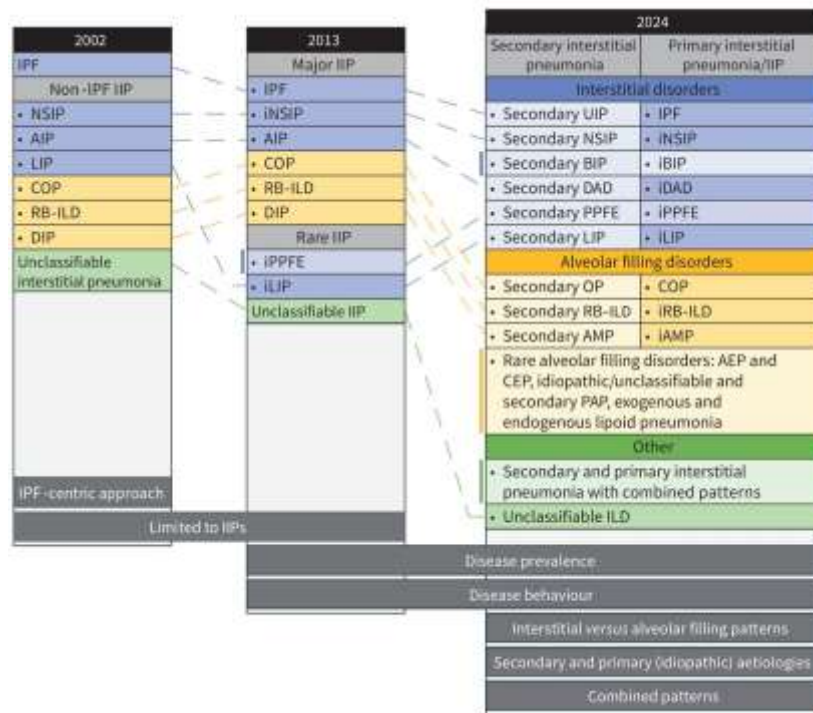 2002
IPF
Non-IPF IIP
• NSIP
• AIP
• LIP
• COP
• RB-ILD
• DIP
Unclassifiable
interstitial pneumonia
IPF-centric approach
2013
Major IIP
• IPF
• iNSIP
• AIP
• COP
• RB-ILD
• DIP
Rare IIP
• iPPFE
• iLIP
Unclassifiable IIP
Limited to IIPs
2024
Secondary interstitial
pneumonia
Primary interstitial
pneumonia/IIP
Interstitial disorders
• Secondary UIP
• IPF
• Secondary NSIP
• iNSIP
• Secondary BIP
• iBIP
• Secondary DAD
• iDAD
• Secondary PPFE
• iPPFE
• Secondary LIP
• iLIP
Alveolar filling disorders
• Secondary OP
• COP
• Secondary RB-ILD
• iRB-ILD
• Secondary AMP
• iAMP
• Rare alveolar filling disorders: AEP and
CEP, idiopathic/unclassifiable and
secondary PAP, exogenous and
endogenous lipoid pneumonia
Other
• Secondary and primary interstitial
pneumonia with combined patterns
• Unclassifiable ILD
Disease prevalence
Disease behaviour
Interstitial versus alveolar filling patterns
Secondary and primary (idiopathic) aetiologies
Combined patterns